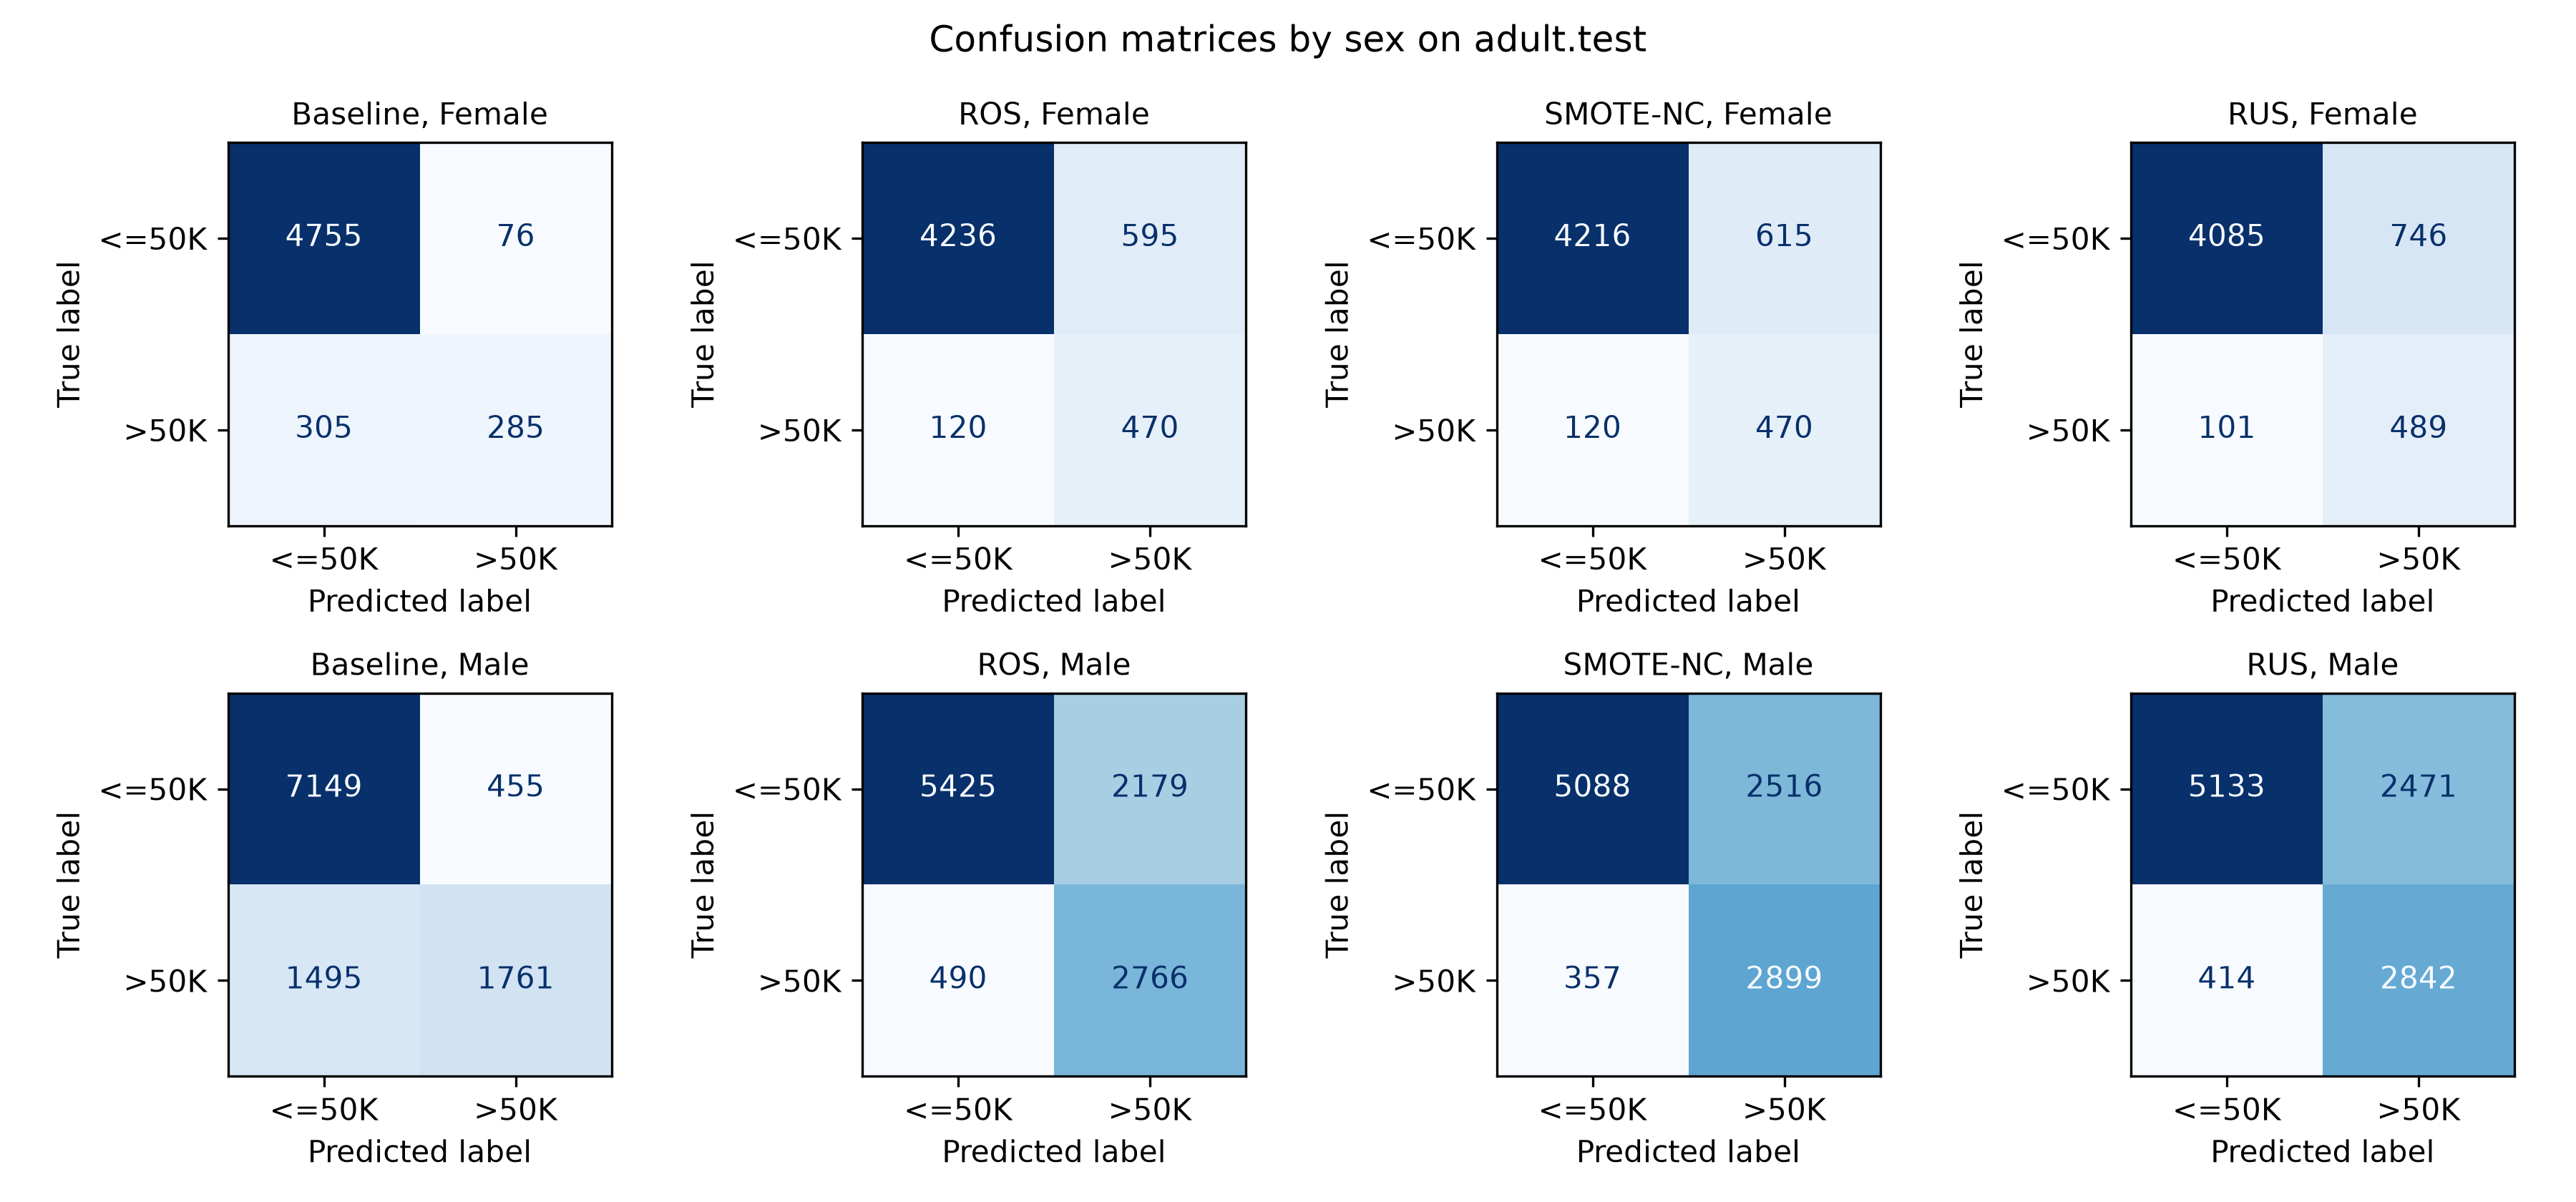 Confusion matrices by sex on adult.test
Baseline, Female
True label
<=50K
4755
76
>50K
305
285
<=50K
>50K
Predicted label
ROS, Female
True label
<=50K
4236
595
>50K
120
470
<=50K
>50K
Predicted label
SMOTE-NC, Female
True label
<=50K
4216
615
>50K
120
470
<=50K
>50K
Predicted label
RUS, Female
True label
<=50K
4085
746
>50K
101
489
<=50K
>50K
Predicted label
Baseline, Male
True label
<=50K
7149
455
>50K
1495
1761
<=50K
>50K
Predicted label
ROS, Male
True label
<=50K
5425
2179
>50K
490
2766
<=50K
>50K
Predicted label
SMOTE-NC, Male
True label
<=50K
5088
2516
>50K
357
2899
<=50K
>50K
Predicted label
RUS, Male
True label
<=50K
5133
2471
>50K
414
2842
<=50K
>50K
Predicted label